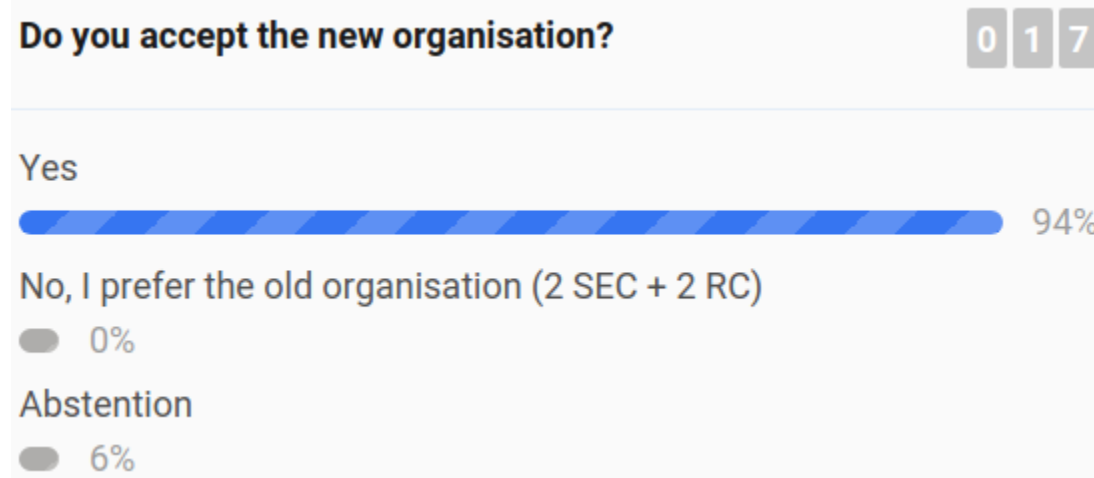 Do you accept the new organisation? 0 1 7
Yes
94%
No, I prefer the old organisation (2 SEC + 2 RC)
0%
Abstention
6%